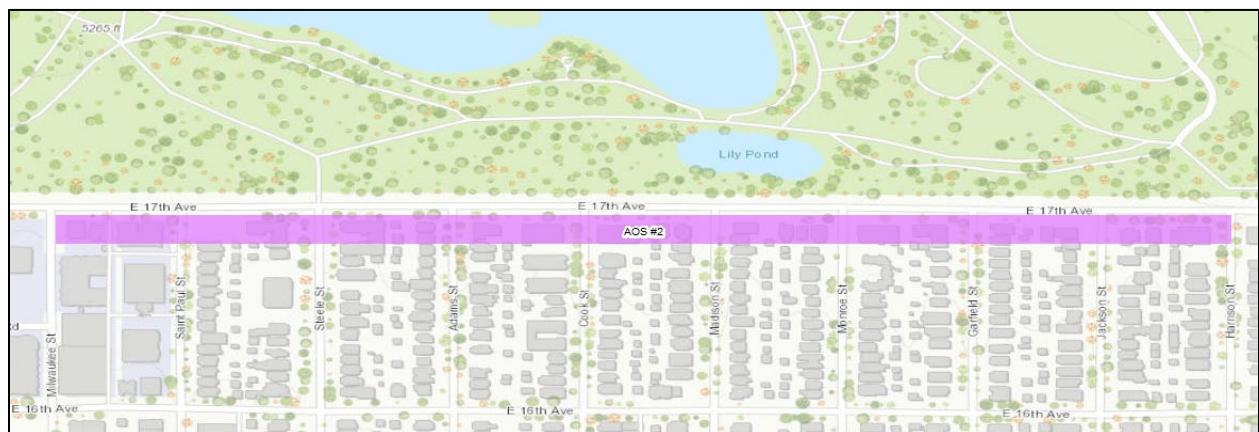 5265 ft
Lily Pond
E 17th Ave
E 17th Ave
E 17th Ave
AOS #2
Milwaukee St
Saint Paul St
Steele St
Adams St
Cook St
Madison St
Monroe St
Garfield St
Jackson St
Harrison St
Rd
E 16th Ave
E 16th Ave
E 16th Ave